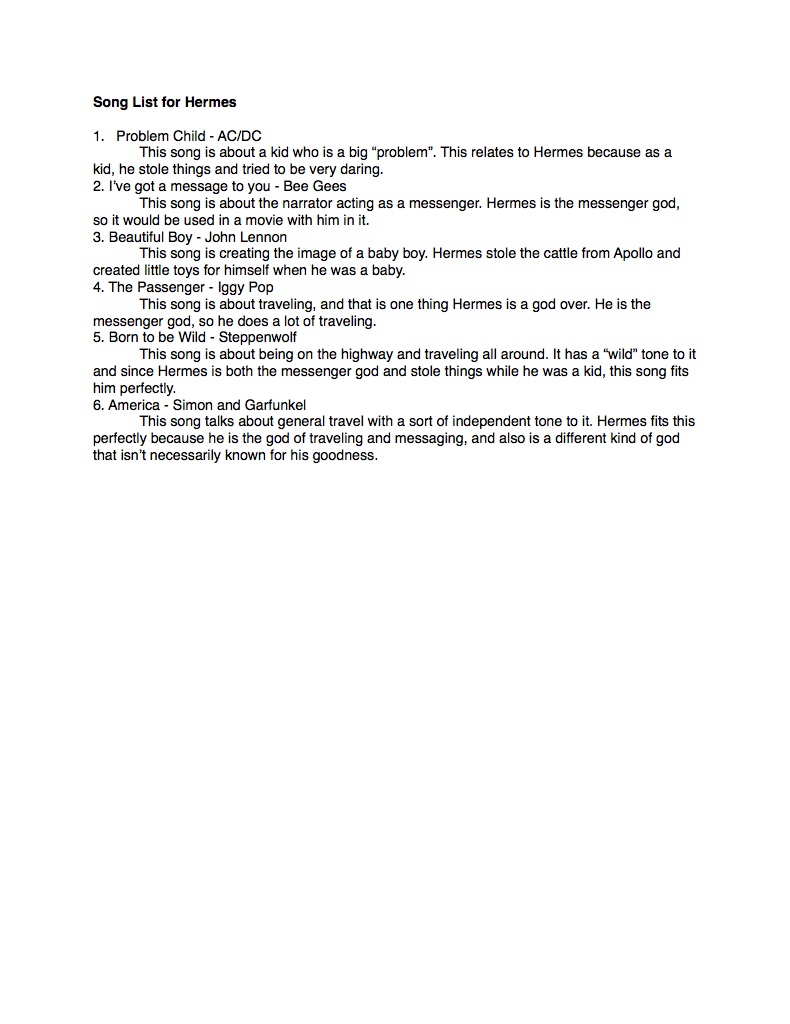 Song List for Hermes
1. Problem Child - AC/DC
This song is about a kid who is a big “problem”. This relates to Hermes because as a
kid, he stole things and tried to be very daring.
2. I’ve got a message to you - Bee Gees
This song is about the narrator acting as a messenger. Hermes is the messenger god,
so it would be used in a movie with him in it.
3. Beautiful Boy - John Lennon
This song is creating the image of a baby boy. Hermes stole the cattle from Apollo and
created little toys for himself when he was a baby.
4. The Passenger - Iggy Pop
This song is about traveling, and that is one thing Hermes is a god over. He is the
messenger god, so he does a lot of traveling.
5. Born to be Wild - Steppenwolf
This song is about being on the highway and traveling all around. It has a “wild” tone to it
and since Hermes is both the messenger god and stole things while he was a kid, this song fits
him perfectly.
6. America - Simon and Garfunkel
This song talks about general travel with a sort of independent tone to it. Hermes fits this
perfectly because he is the god of traveling and messaging, and also is a different kind of god
that isn’t necessarily known for his goodness.